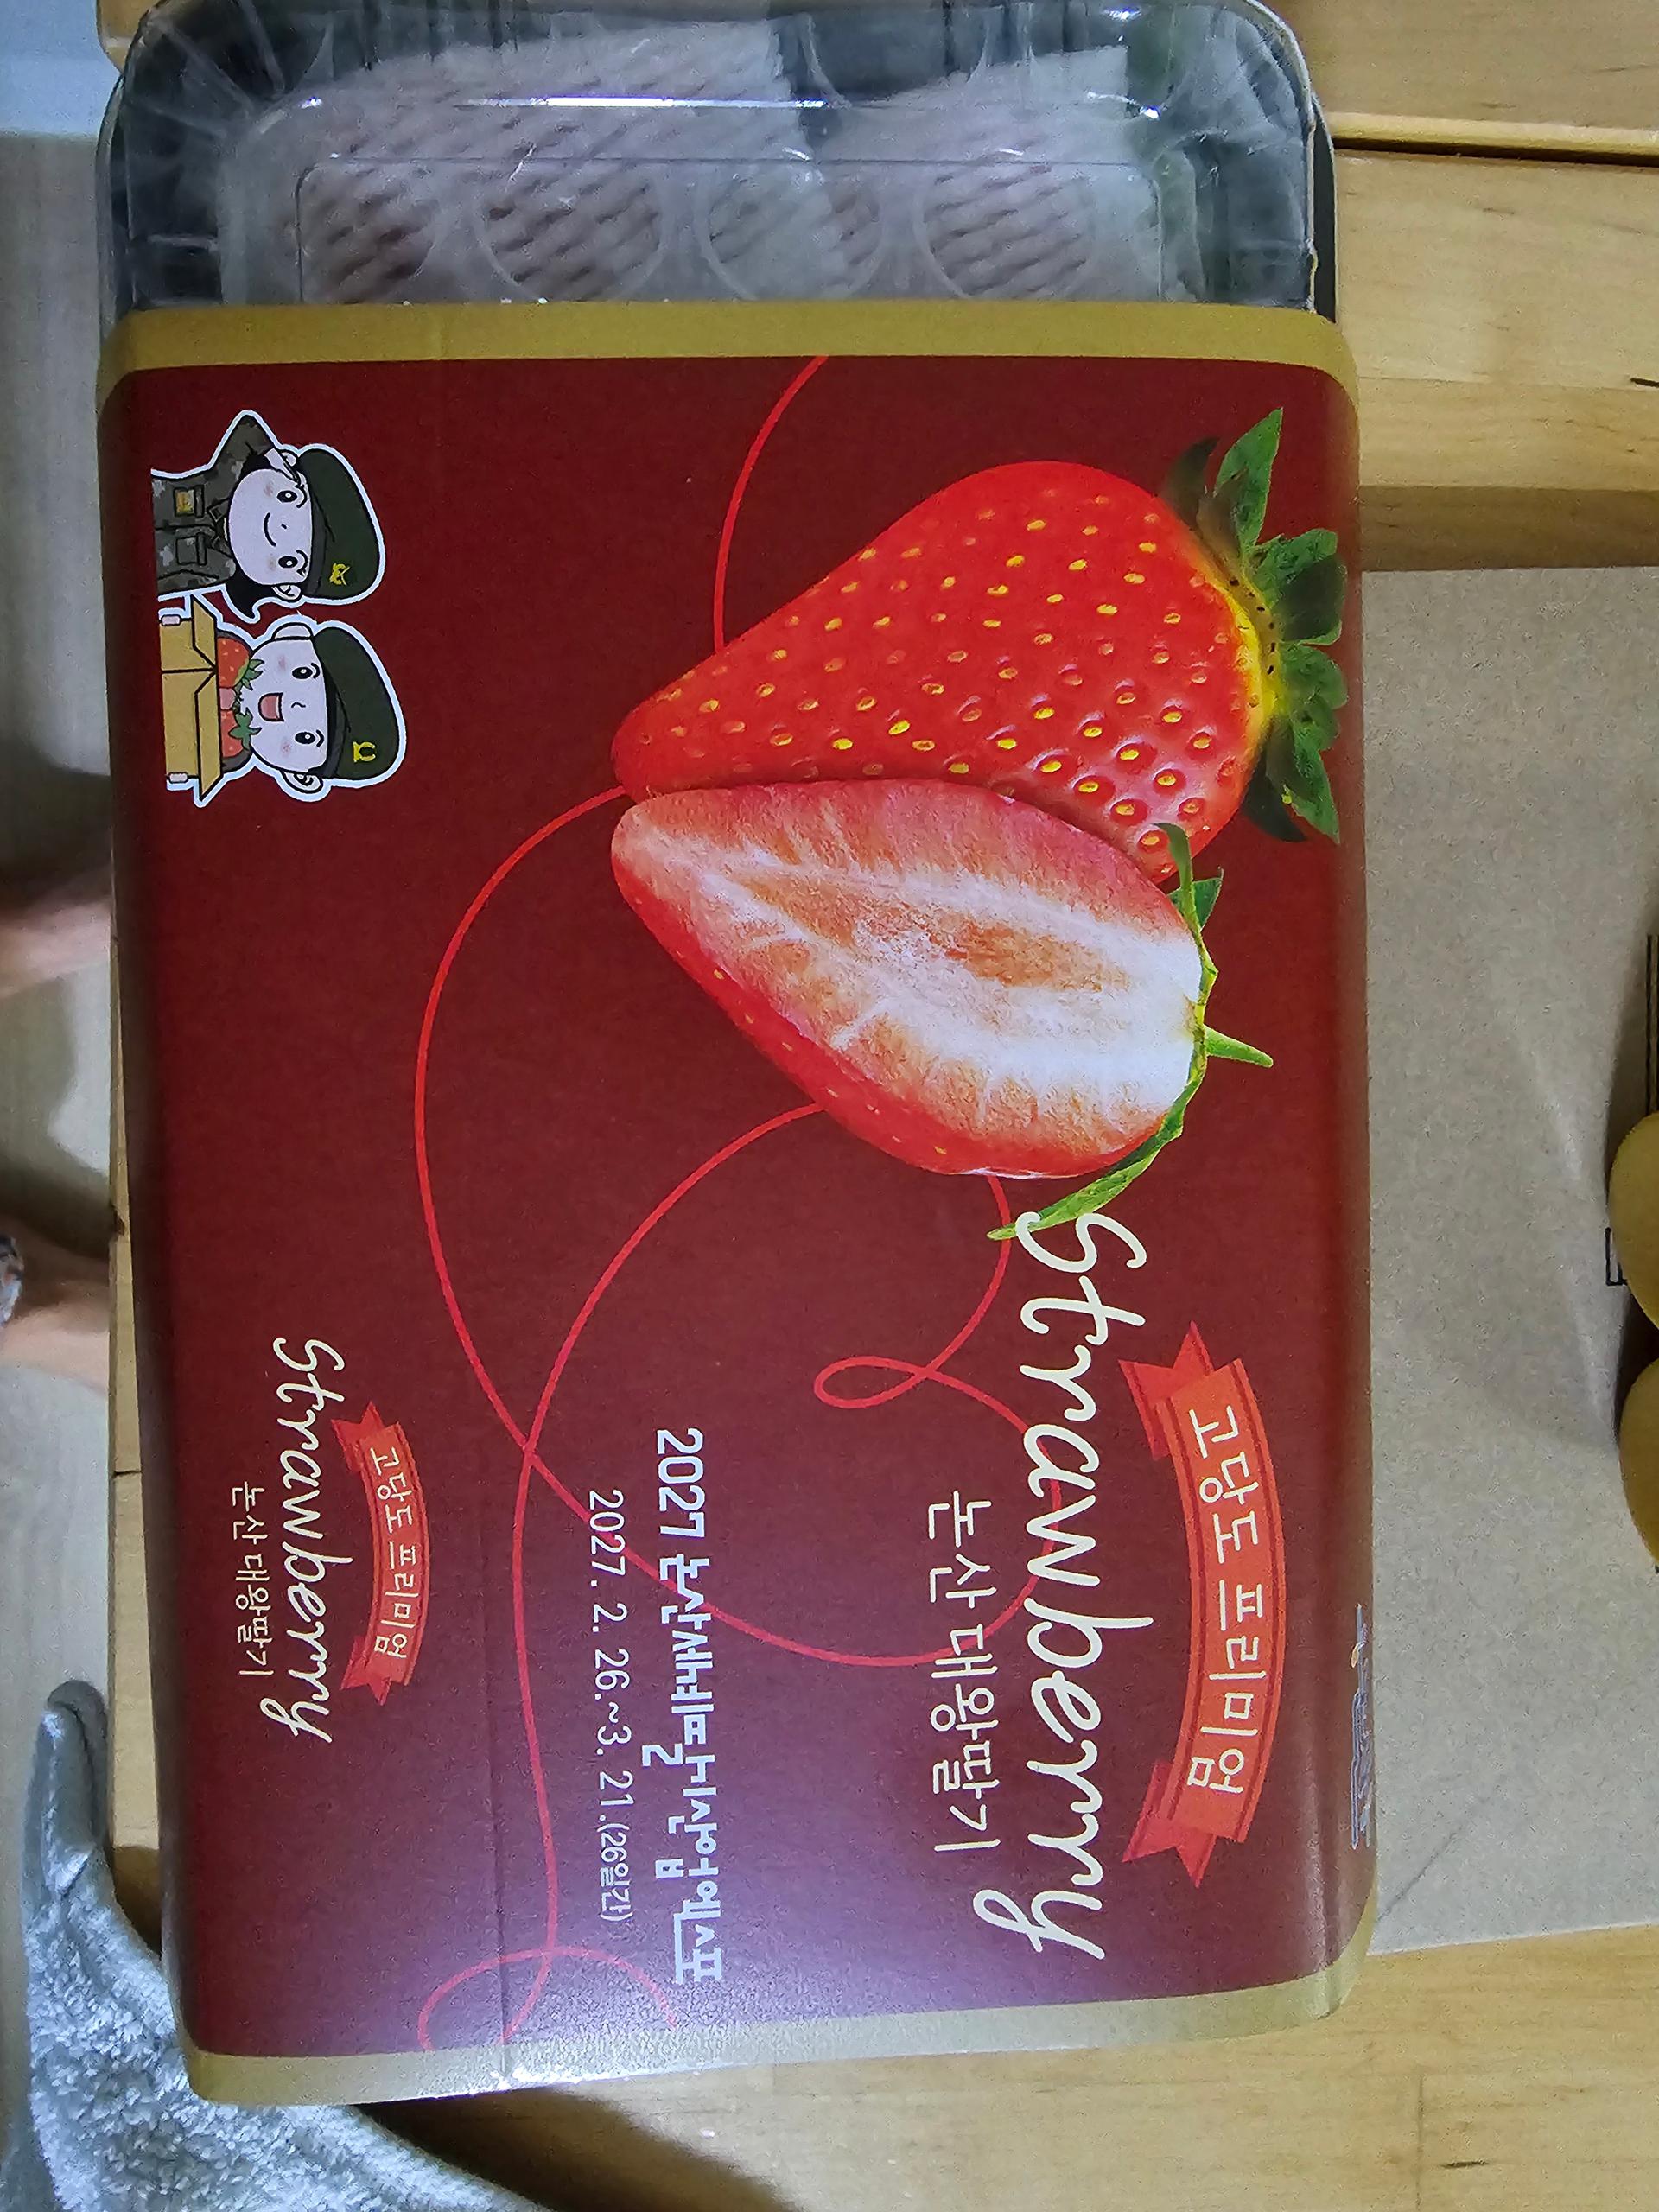 고당도 프리미엄
Strawberry
논산 대왕딸기
2027 논산세계딸기산업엑스포
2027. 2. 26.~3. 21.(26일간)
고당도 프리미엄
Strawberry
논산 대왕딸기